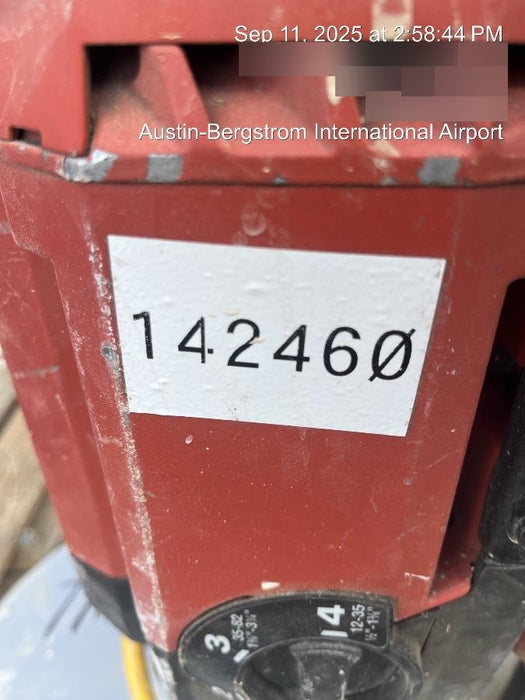 Sep 11, 2025 at 2:58:44 PM
Austin-Bergstrom International Airport
142460
3
35-62
4
12-35